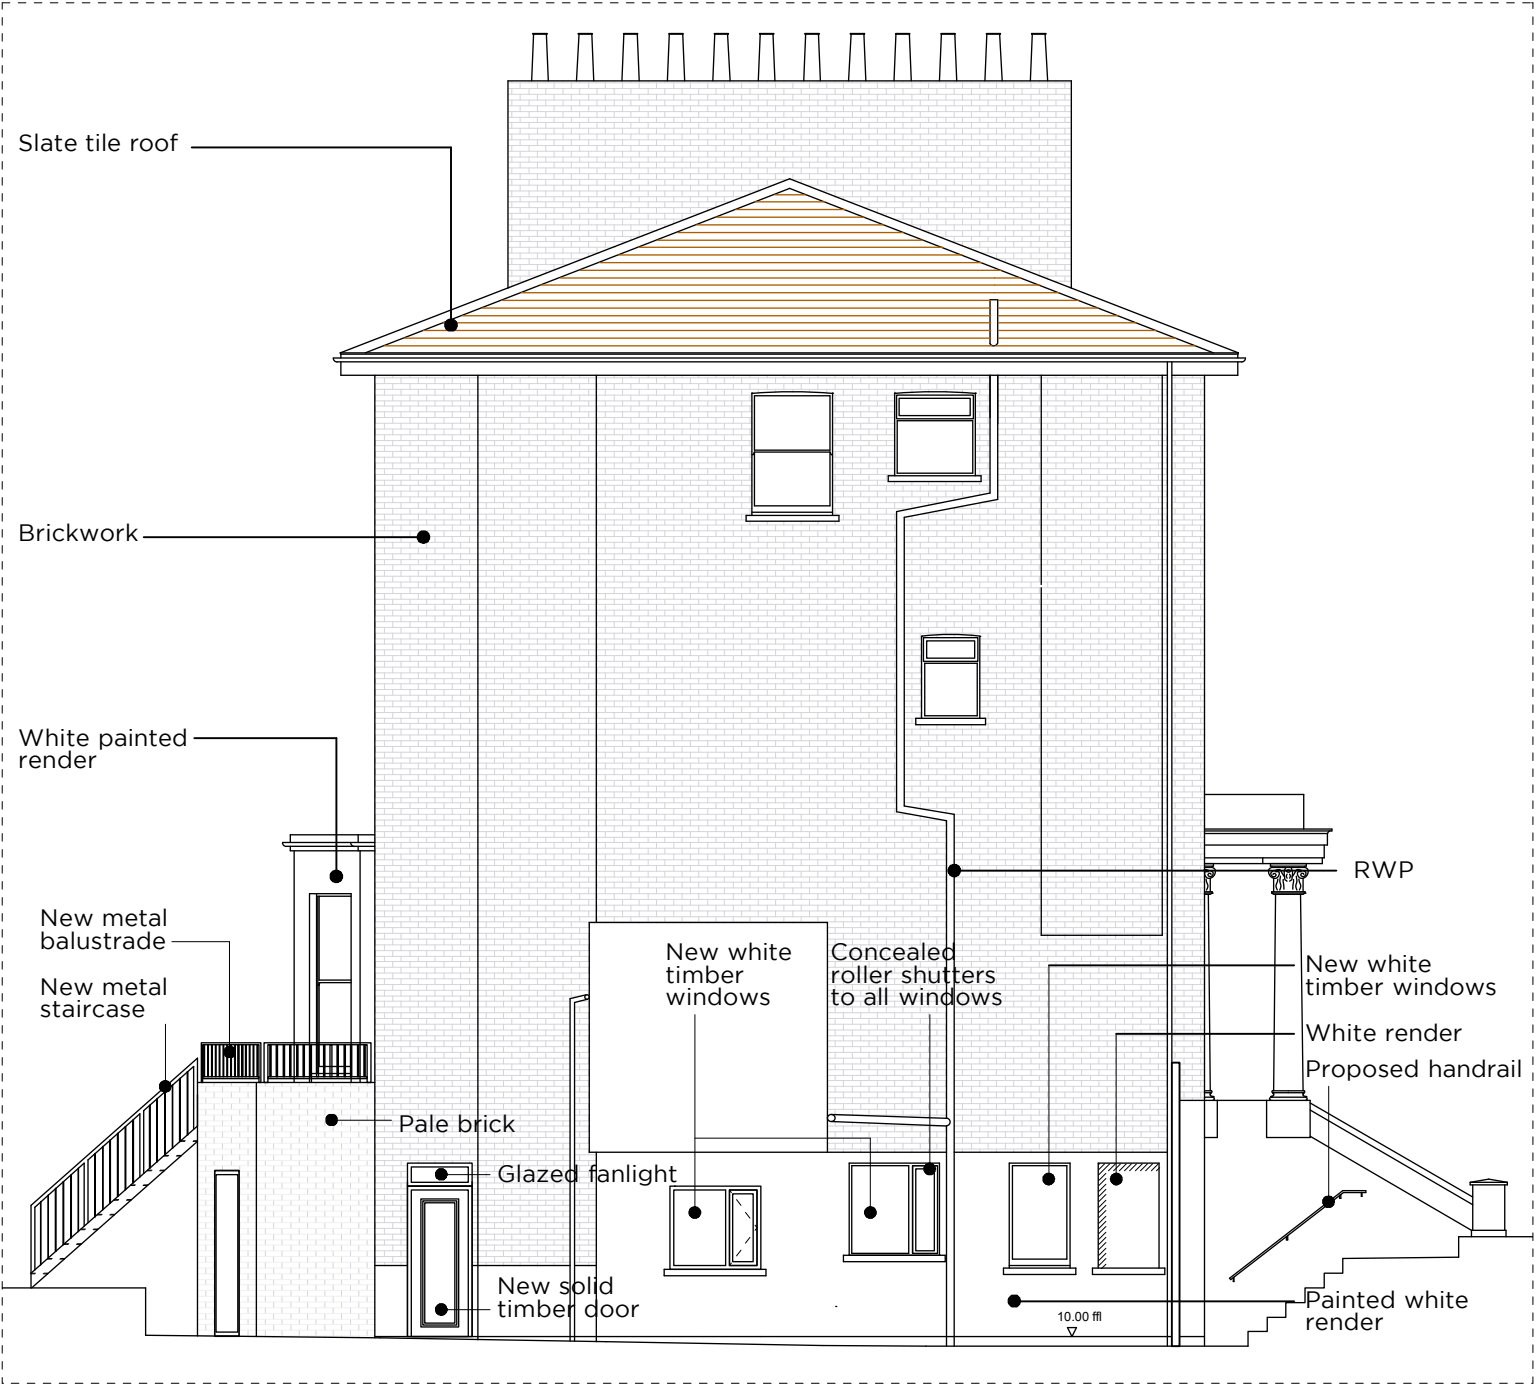 Slate tile roof
Brickwork
White painted
render
RWP
New metal
balustrade
New metal
staircase
New white
timber
windows
Concealed
roller shutters
to all windows
New white
timber windows
White render
Proposed handrail
Pale brick
Glazed fanlight
New solid
timber door
10.00 ffl
Painted white
render